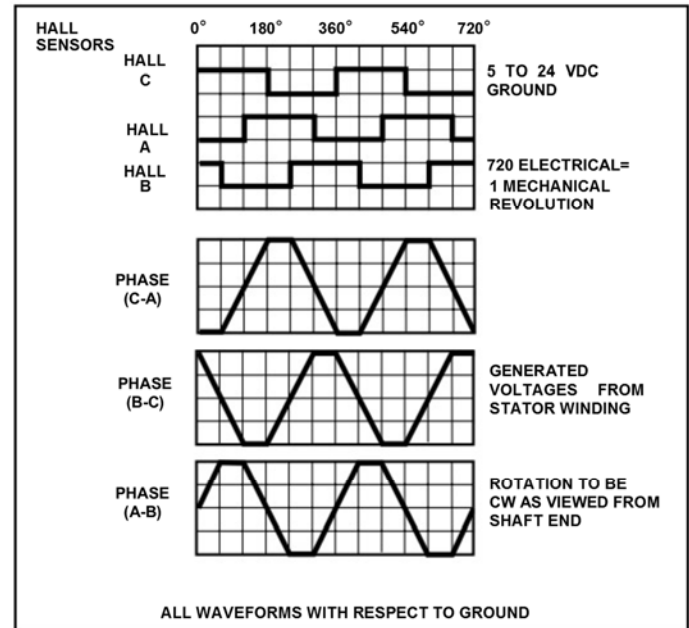 HALL
SENSORS
0° 180° 360° 540° 720°
HALL
C
5 TO 24 VDC
GROUND
HALL
A
HALL
B
720 ELECTRICAL=
1 MECHANICAL
REVOLUTION
PHASE
(C-A)
PHASE
(B-C)
GENERATED
VOLTAGES FROM
STATOR WINDING
PHASE
(A-B)
ROTATION TO BE
CW AS VIEWED FROM
SHAFT END
ALL WAVEFORMS WITH RESPECT TO GROUND